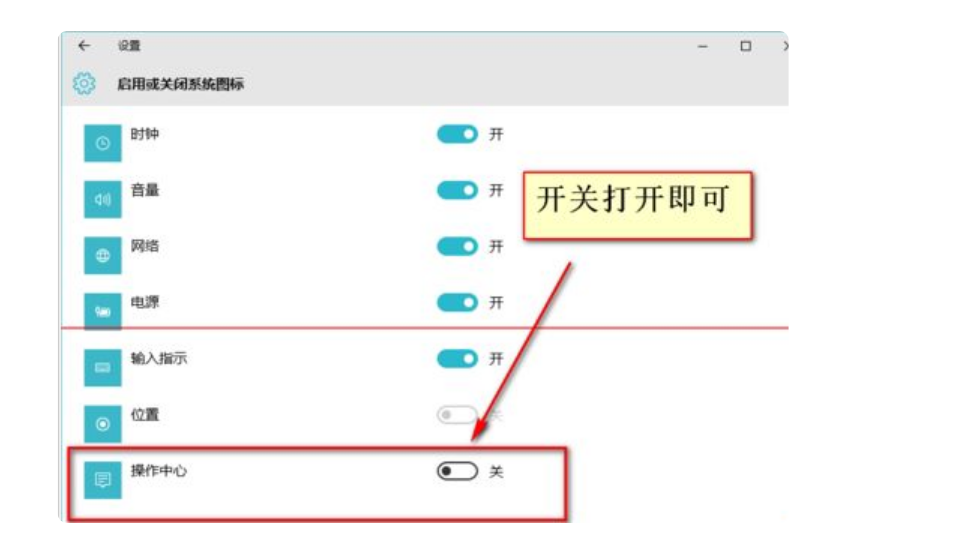 设置
启用或关闭系统图标
时钟 开
音量 开
开关打开即可
网络 开
电源 开
输入指示 开
位置 关
操作中心 关